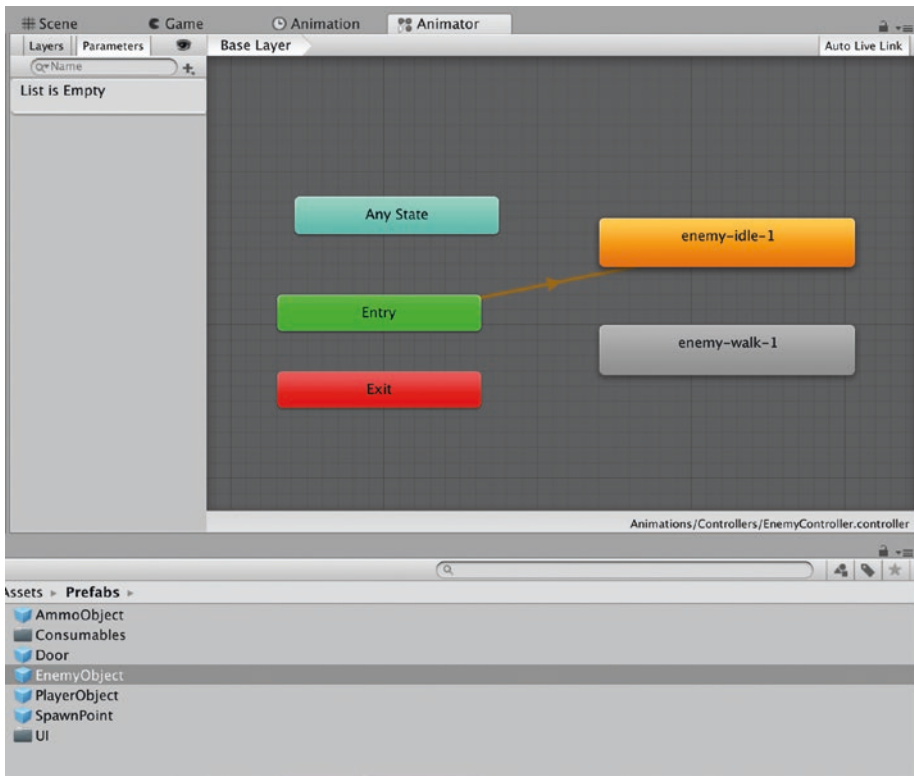 Scene Game Animation Animator
Layers Parameters Base Layer Auto Live Link
Name
List is Empty
Any State
enemy-idle-1
Entry
enemy-walk-1
Exit
Animations/Controllers/EnemyController.controller
Assets Prefabs
AmmoObject
Consumables
Door
EnemyObject
PlayerObject
SpawnPoint
UI